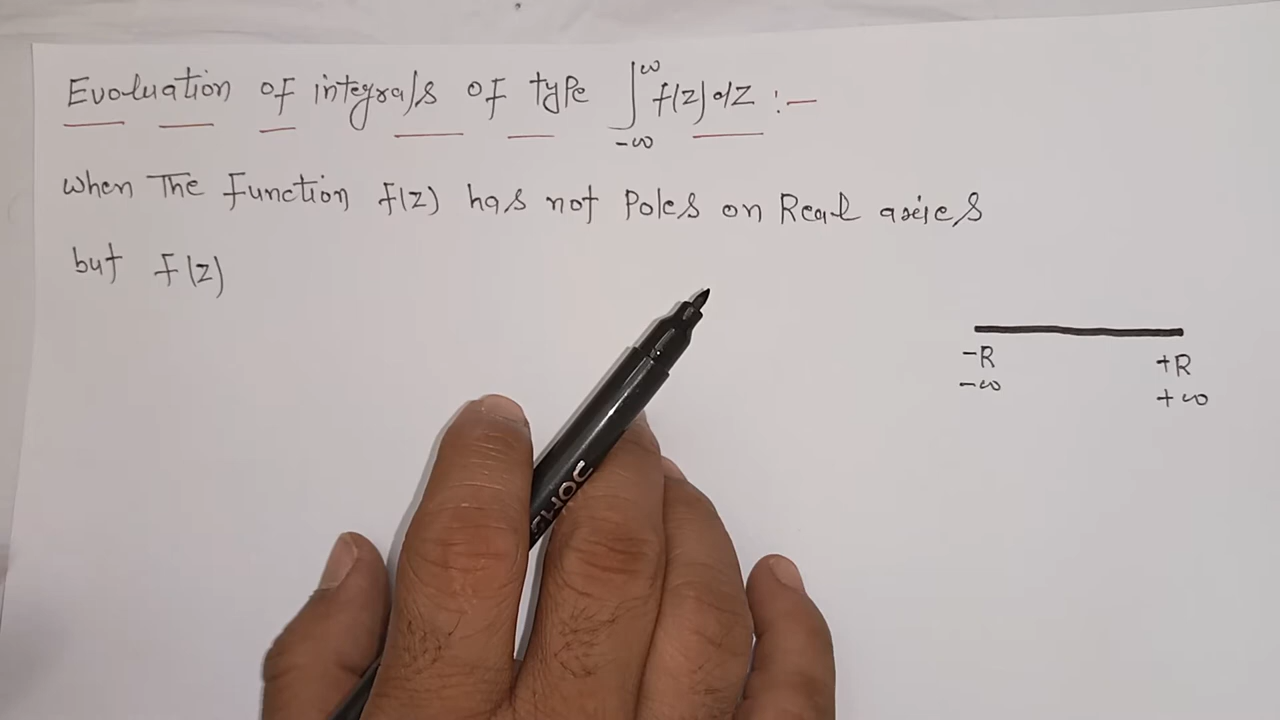 Evoluation of integrals of type ∫_{-∞}^{∞} f(z) dz :-
when The Function f(z) has not Poles on Real axies
but f(z)
-R +R
-∞ +∞